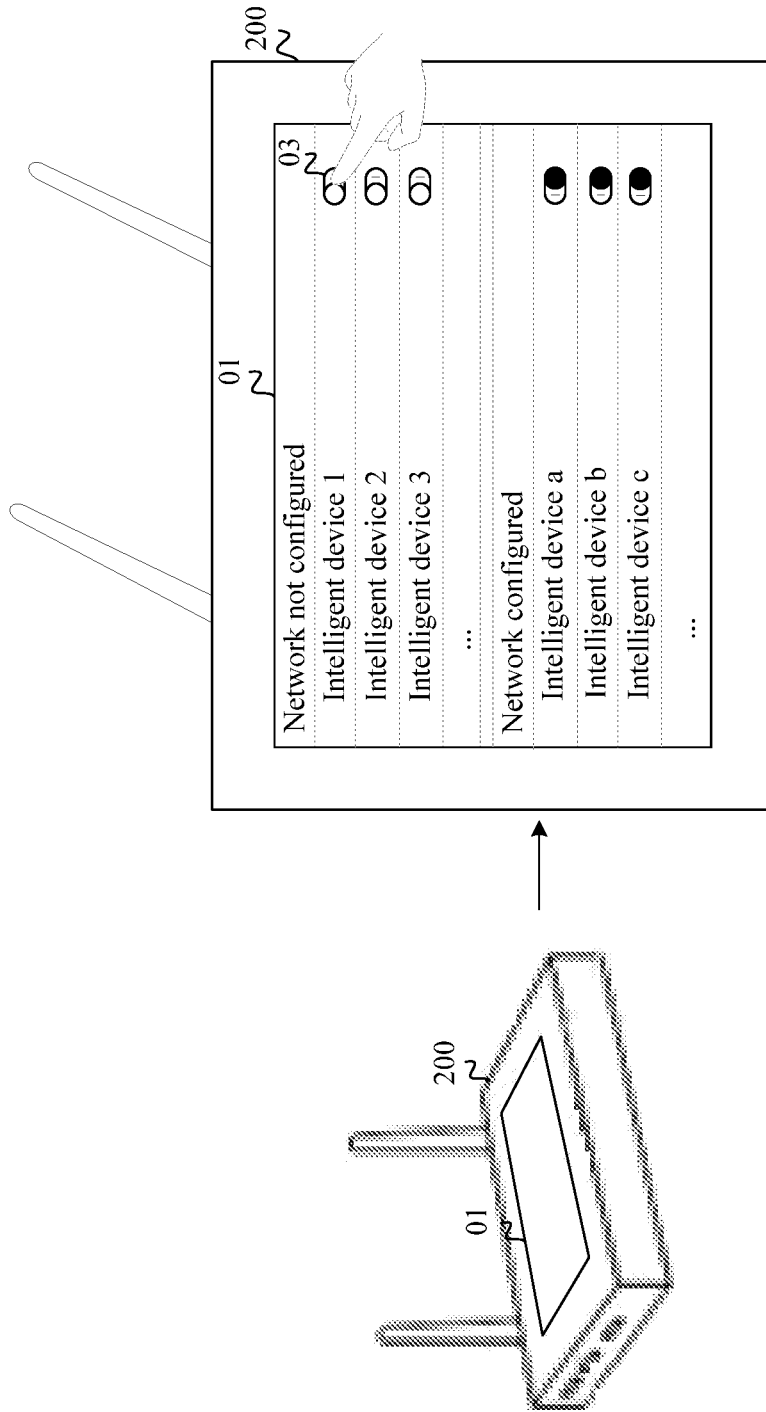 200
01
01
200
Network not configured
Intelligent device 1
03
Intelligent device 2
Intelligent device 3
...
Network configured
Intelligent device a
Intelligent device b
Intelligent device c
...